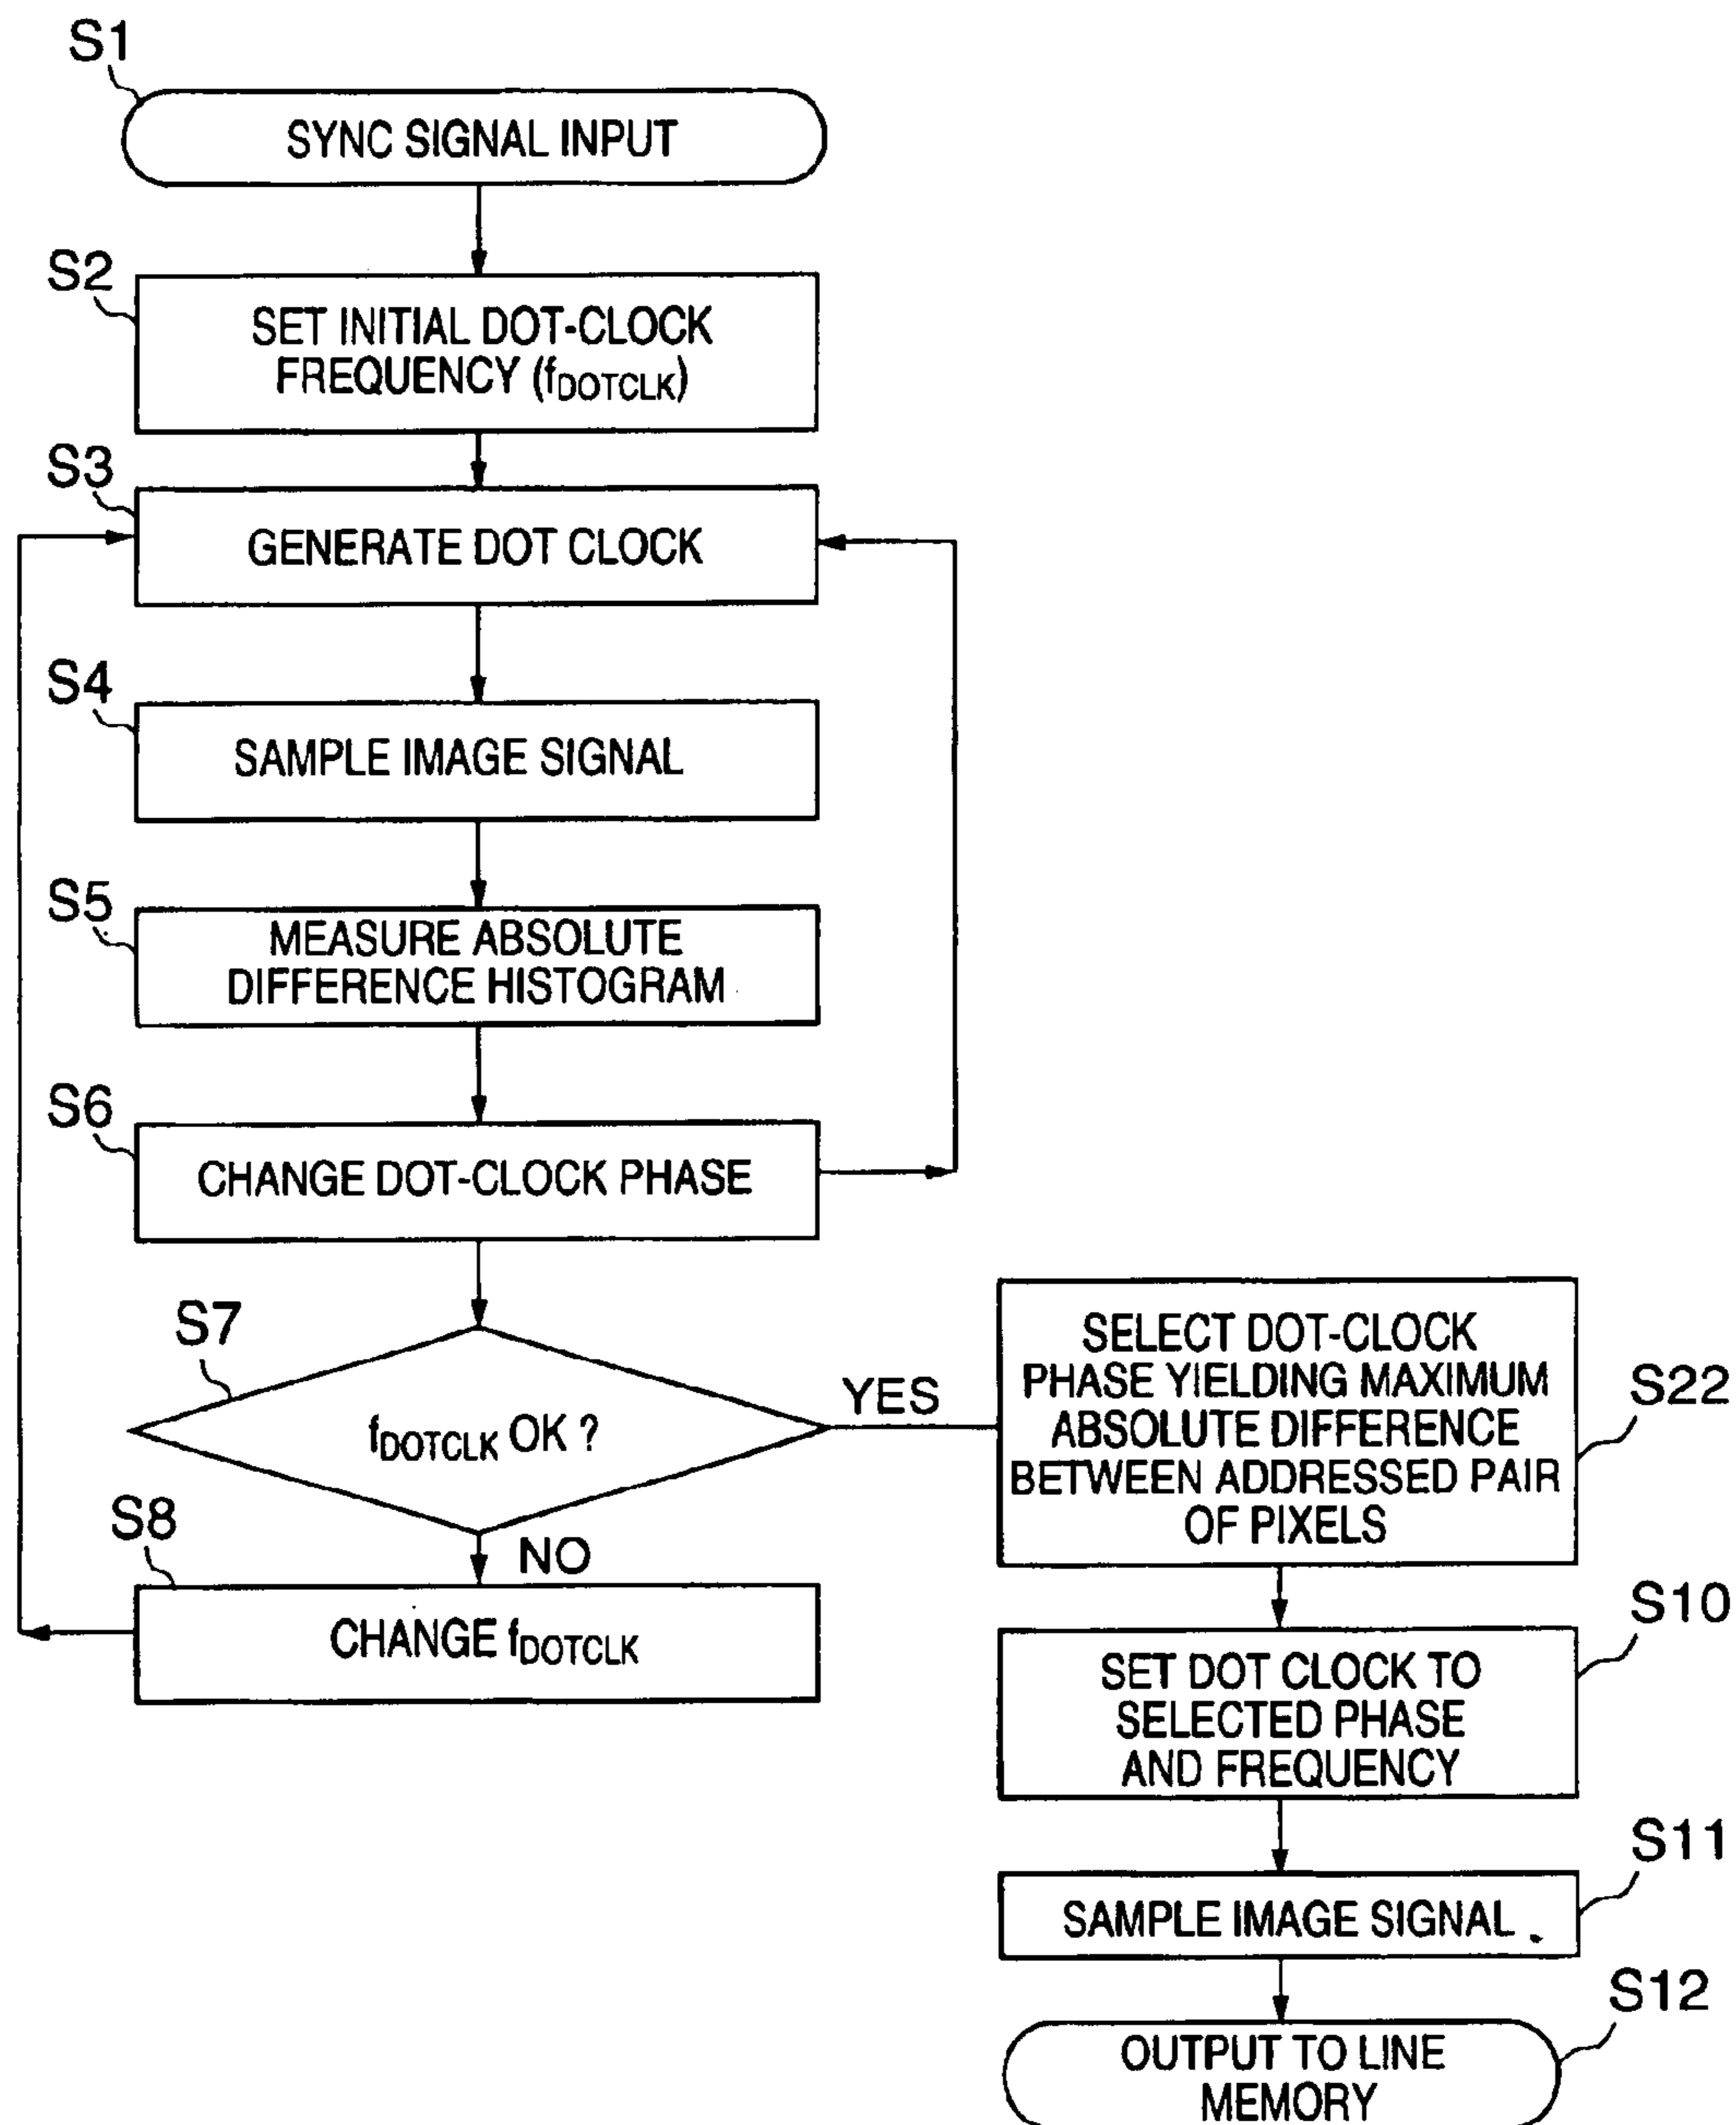 S1
SYNC SIGNAL INPUT
S2
SET INITIAL DOT-CLOCK
FREQUENCY (fDOTCLK)
S3
GENERATE DOT CLOCK
S4
SAMPLE IMAGE SIGNAL
S5
MEASURE ABSOLUTE
DIFFERENCE HISTOGRAM
S6
CHANGE DOT-CLOCK PHASE
S7
fDOTCLK OK ?
YES
NO
S8
CHANGE fDOTCLK
SELECT DOT-CLOCK
PHASE YIELDING MAXIMUM
ABSOLUTE DIFFERENCE
BETWEEN ADDRESSED PAIR
OF PIXELS
S22
SET DOT CLOCK TO
SELECTED PHASE
AND FREQUENCY
S10
SAMPLE IMAGE SIGNAL
S11
OUTPUT TO LINE
MEMORY
S12